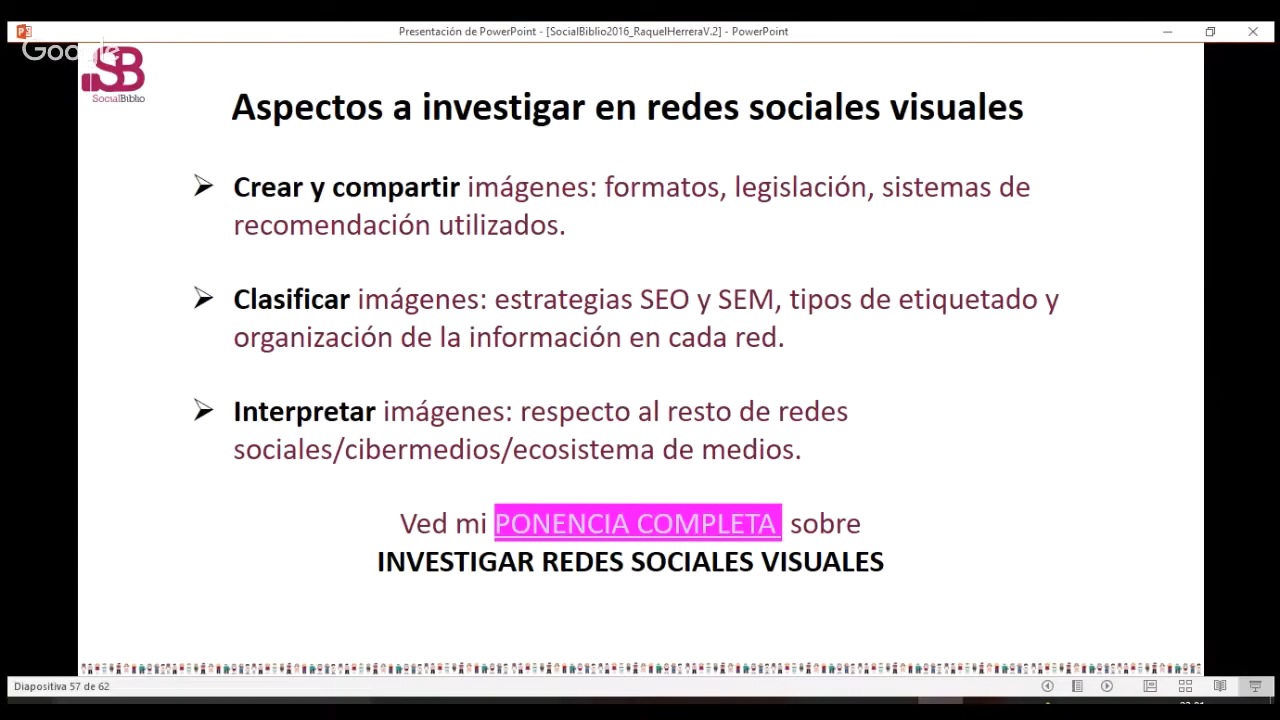 Presentación de PowerPoint - [SocialBiblio2016_RaquelHerreraV.2] - PowerPoint
Google
SB
SocialBiblio
Aspectos a investigar en redes sociales visuales
Crear y compartir imágenes: formatos, legislación, sistemas de
recomendación utilizados.
Clasificar imágenes: estrategias SEO y SEM, tipos de etiquetado y
organización de la información en cada red.
Interpretar imágenes: respecto al resto de redes
sociales/cibermedios/ecosistema de medios.
Ved mi PONENCIA COMPLETA sobre
INVESTIGAR REDES SOCIALES VISUALES
Diapositiva 57 de 62